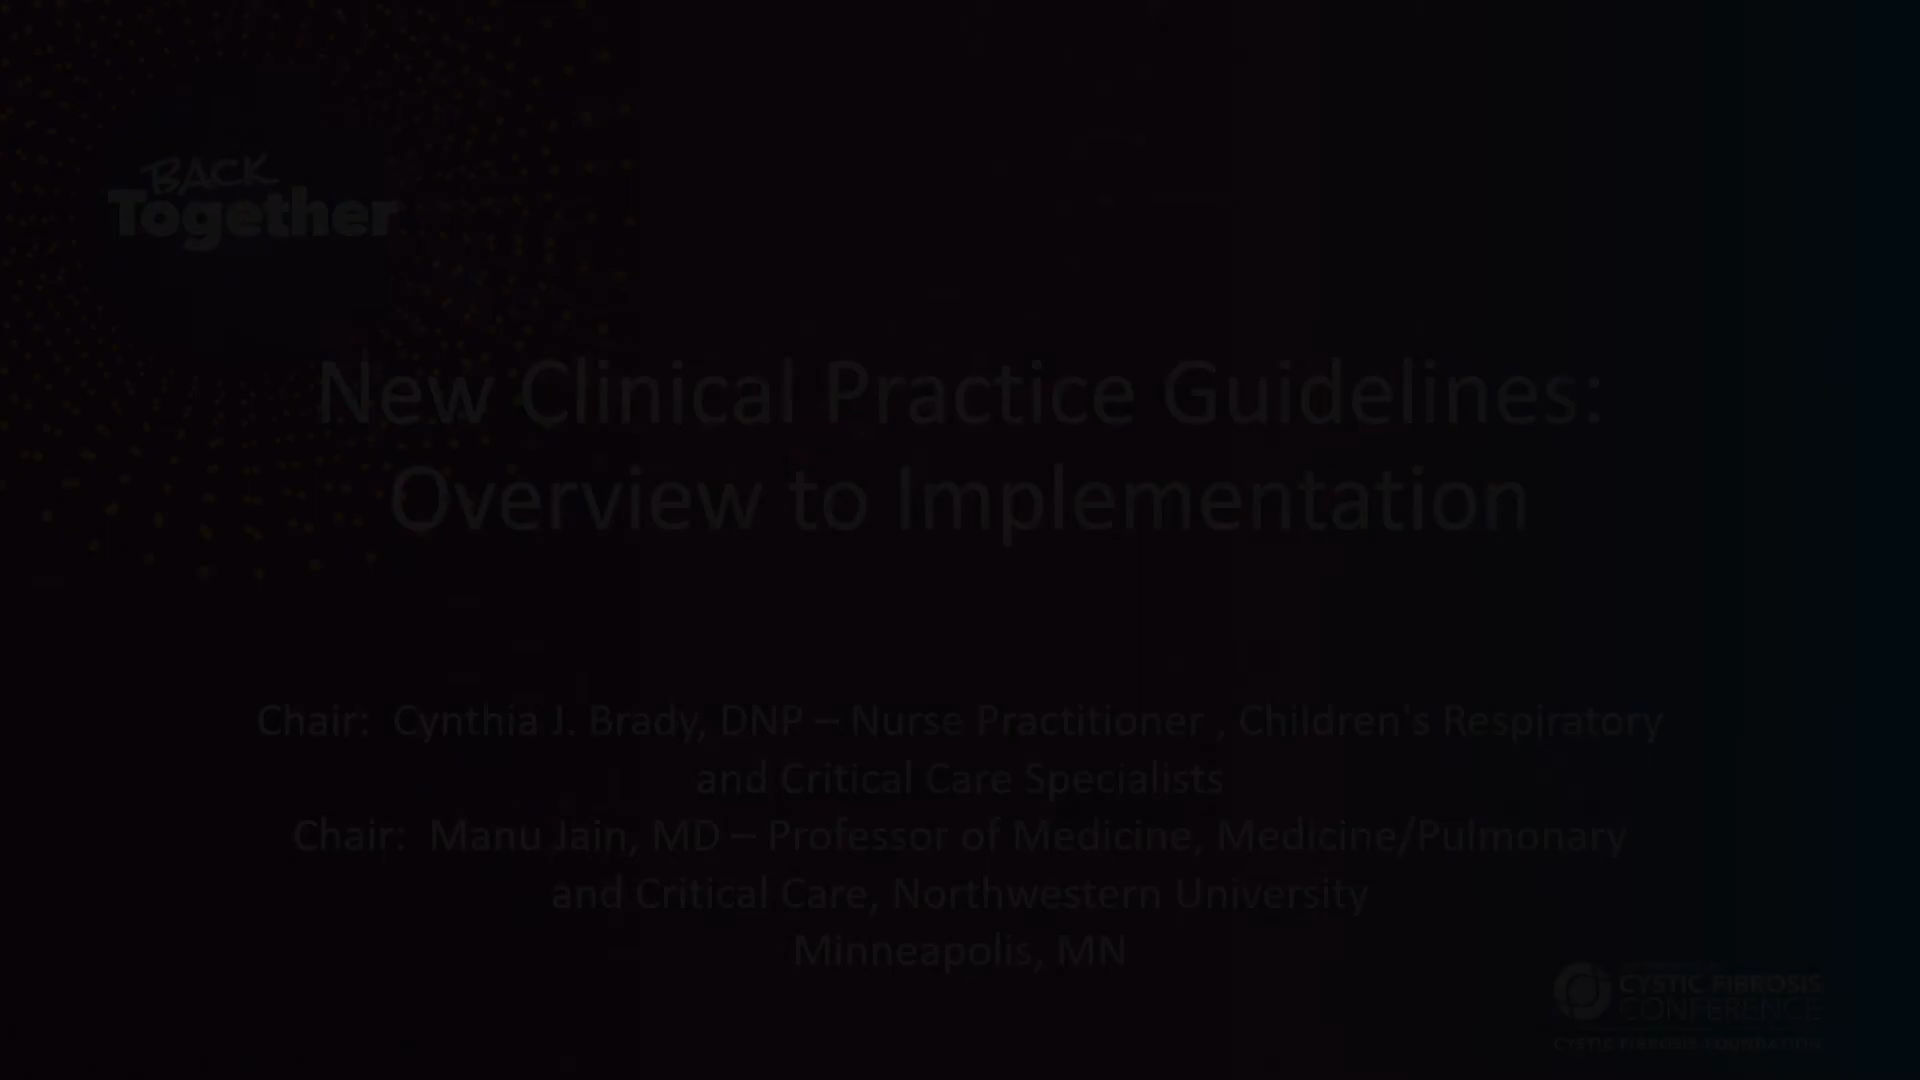 BACK
Together
New Clinical Practice Guidelines:
Overview to Implementation
Chair: Cynthia J. Brady, DNP – Nurse Practitioner , Children's Respiratory
and Critical Care Specialists
Chair: Manu Jain, MD – Professor of Medicine, Medicine/Pulmonary
and Critical Care, Northwestern University
Minneapolis, MN
CYSTIC FIBROSIS
CONFERENCE
CYSTIC FIBROSIS FOUNDATION